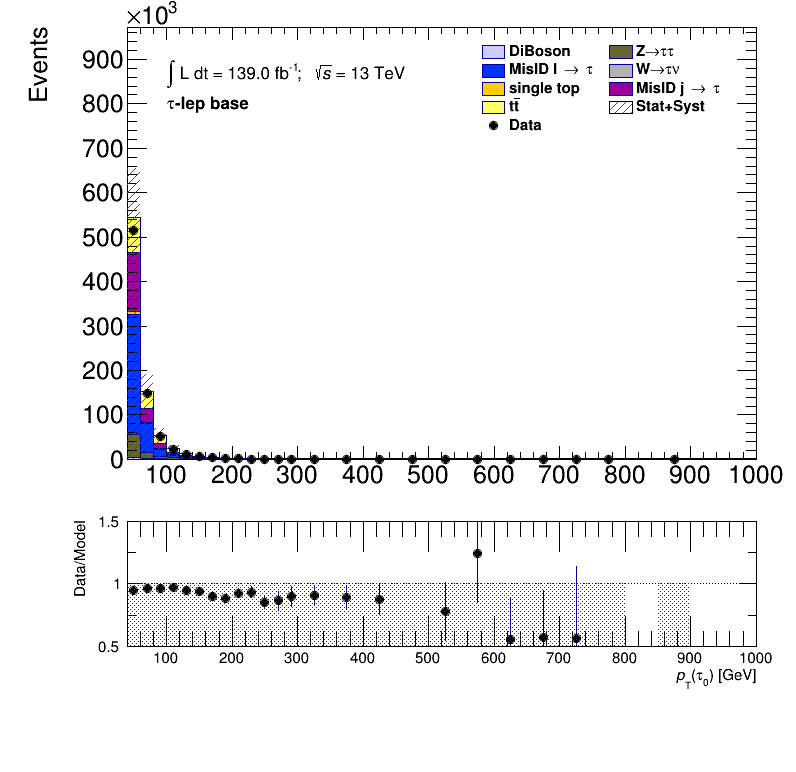 ×10³
Events
900
800
700
600
500
400
300
200
100
0
∫ L dt = 139.0 fb⁻¹; √s = 13 TeV
τ-lep base
DiBoson
MisID l → τ
single top
tt̄
Data
Z→ττ
W→τν
MisID j → τ
Stat+Syst
100 200 300 400 500 600 700 800 900 1000
Data/Model
1.5
1
0.5
100 200 300 400 500 600 700 800 900 1000
p_T(τ₀) [GeV]